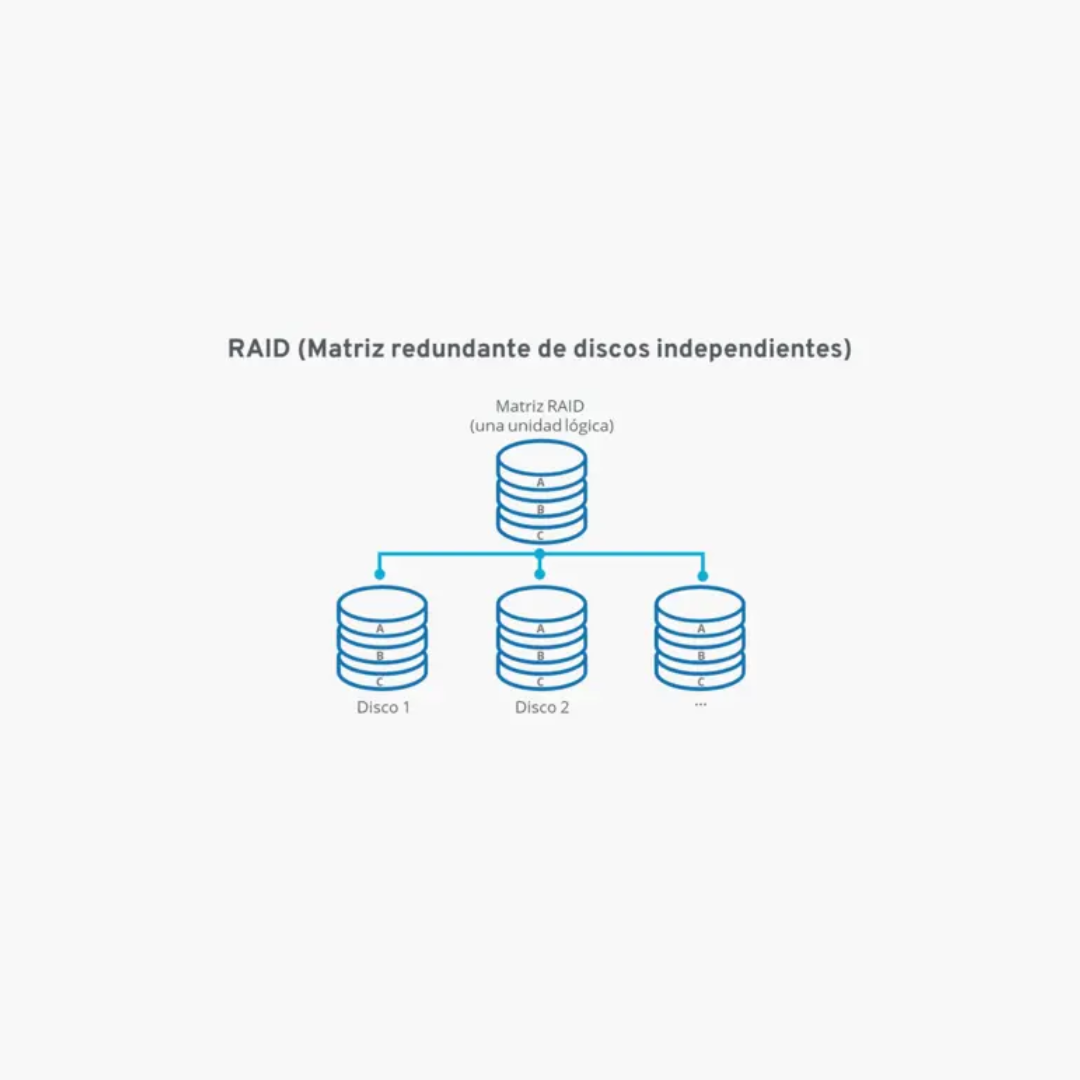 RAID (Matriz redundante de discos independientes)
Matriz RAID
(una unidad lógica)
A
B
C
A
B
C
A
B
C
A
B
C
Disco 1
Disco 2
...